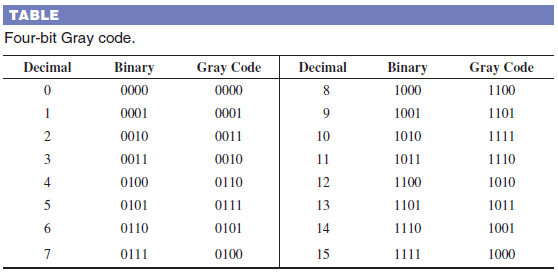 TABLE
Four-bit Gray code.
Decimal Binary Gray Code Decimal Binary Gray Code
0 0000 0000 8 1000 1100
1 0001 0001 9 1001 1101
2 0010 0011 10 1010 1111
3 0011 0010 11 1011 1110
4 0100 0110 12 1100 1010
5 0101 0111 13 1101 1011
6 0110 0101 14 1110 1001
7 0111 0100 15 1111 1000